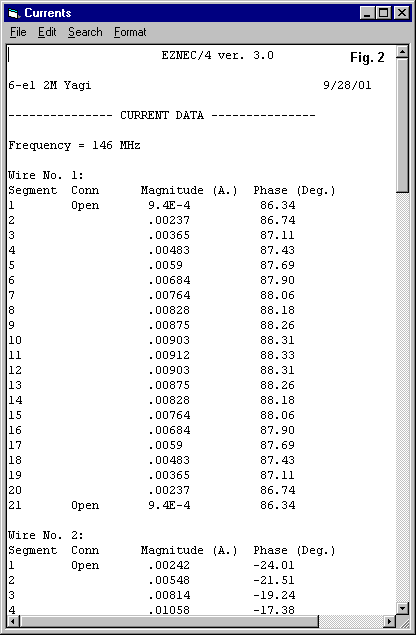 Currents
File Edit Search Format
EZNEC/4 ver. 3.0 Fig. 2
6-el 2M Yagi 9/28/01
--------------- CURRENT DATA ---------------
Frequency = 146 MHz
Wire No. 1:
Segment Conn Magnitude (A.) Phase (Deg.)
1 Open 9.4E-4 86.34
2 .00237 86.74
3 .00365 87.11
4 .00483 87.43
5 .0059 87.69
6 .00684 87.90
7 .00764 88.06
8 .00828 88.18
9 .00875 88.26
10 .00903 88.31
11 .00912 88.33
12 .00903 88.31
13 .00875 88.26
14 .00828 88.18
15 .00764 88.06
16 .00684 87.90
17 .0059 87.69
18 .00483 87.43
19 .00365 87.11
20 .00237 86.74
21 Open 9.4E-4 86.34
Wire No. 2:
Segment Conn Magnitude (A.) Phase (Deg.)
1 Open .00242 -24.01
2 .00548 -21.51
3 .00814 -19.24
4 .01058 -17.38